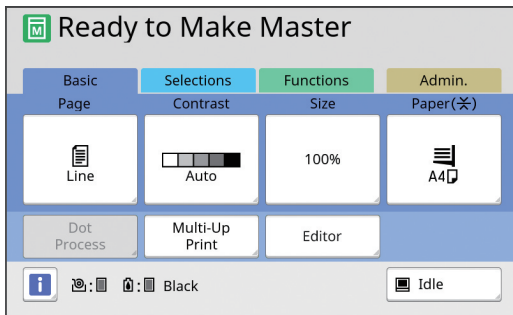 M Ready to Make Master
Basic Selections Functions Admin.
Page Contrast Size Paper( )
Line Auto 100% A4
Dot Process Multi-Up Print Editor
i : : Black Idle